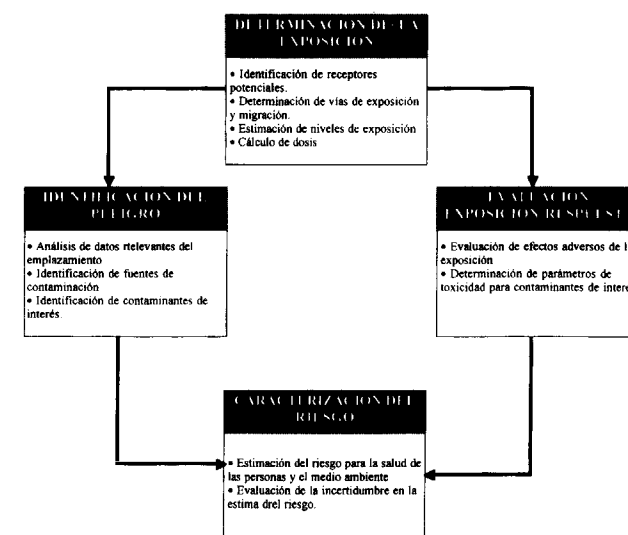 DETERMINACION DE LA
EXPOSICION
• Identificación de receptores
potenciales.
• Determinación de vías de exposición
y migración.
• Estimación de niveles de exposición
• Cálculo de dosis
IDENTIFICACION DEL
PELIGRO
• Análisis de datos rtelevantes del
emplazamiento
• Identificación de fuentes de
contaminación
• Identificación de contaminantes de
interés.
EVALUACION
EXPOSICION RESPUEST
• Evaluación de efectos adversos de l
exposición
• Determinación de parámetros de
toxicidad para contaminantes de intere
CARACTERIZACION DEL
RIESGO
• Estimación del riesgo para la salud de
las personas y el medio ambiente
• Evaluación de la incertidumbre en la
estima drel riesgo.